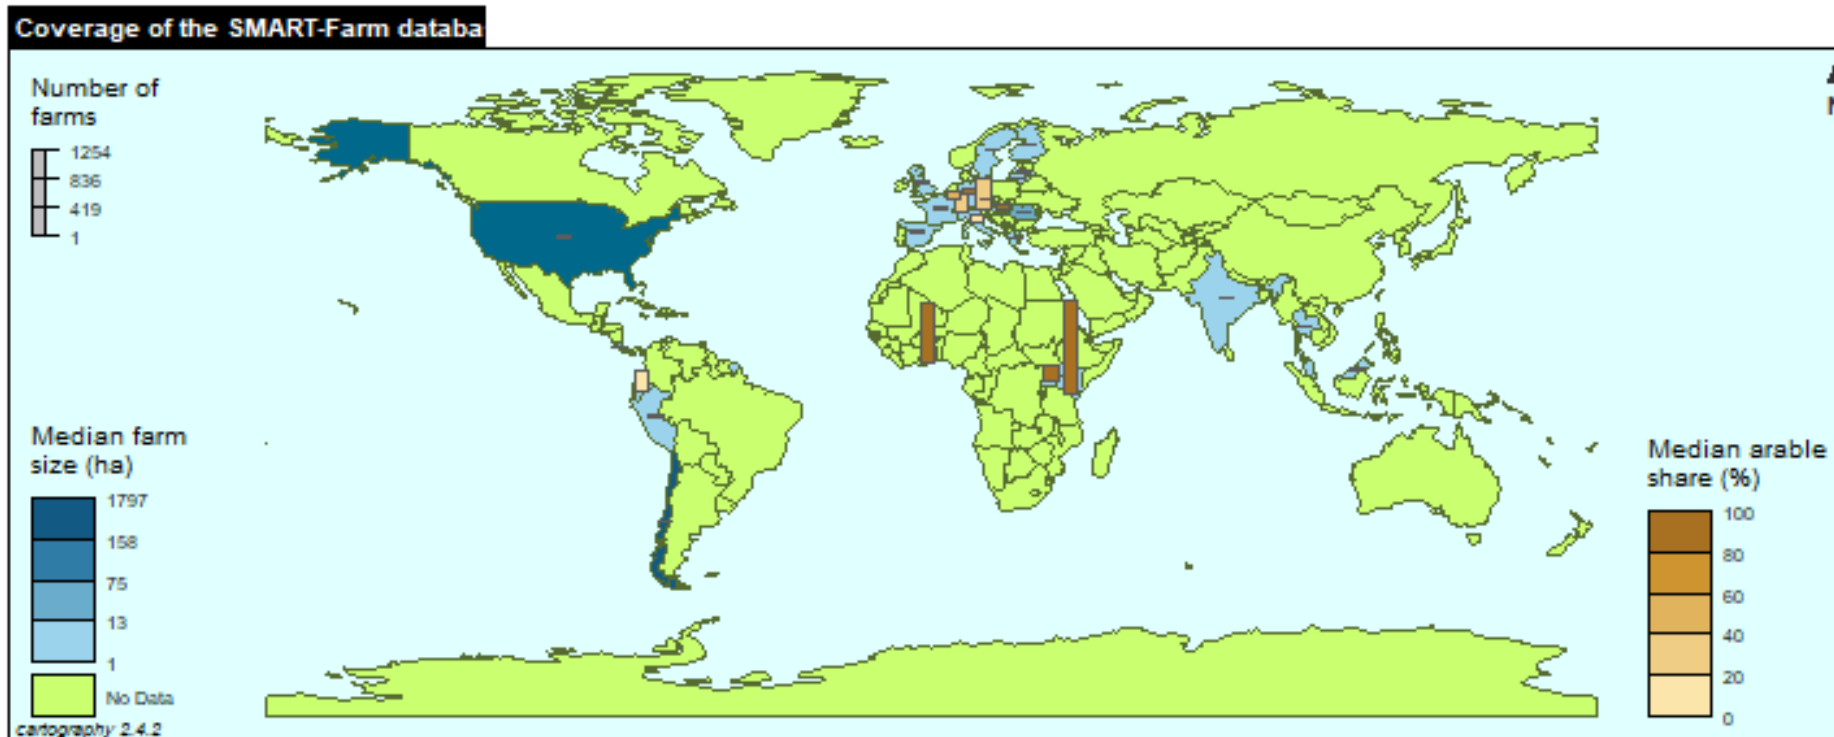 Coverage of the SMART-Farm databa
Number of
farms
1254
836
419
1
Median farm
size (ha)
1797
158
75
13
1
No Data
cartography 2.4.2
Median arable
share (%)
100
80
60
40
20
0